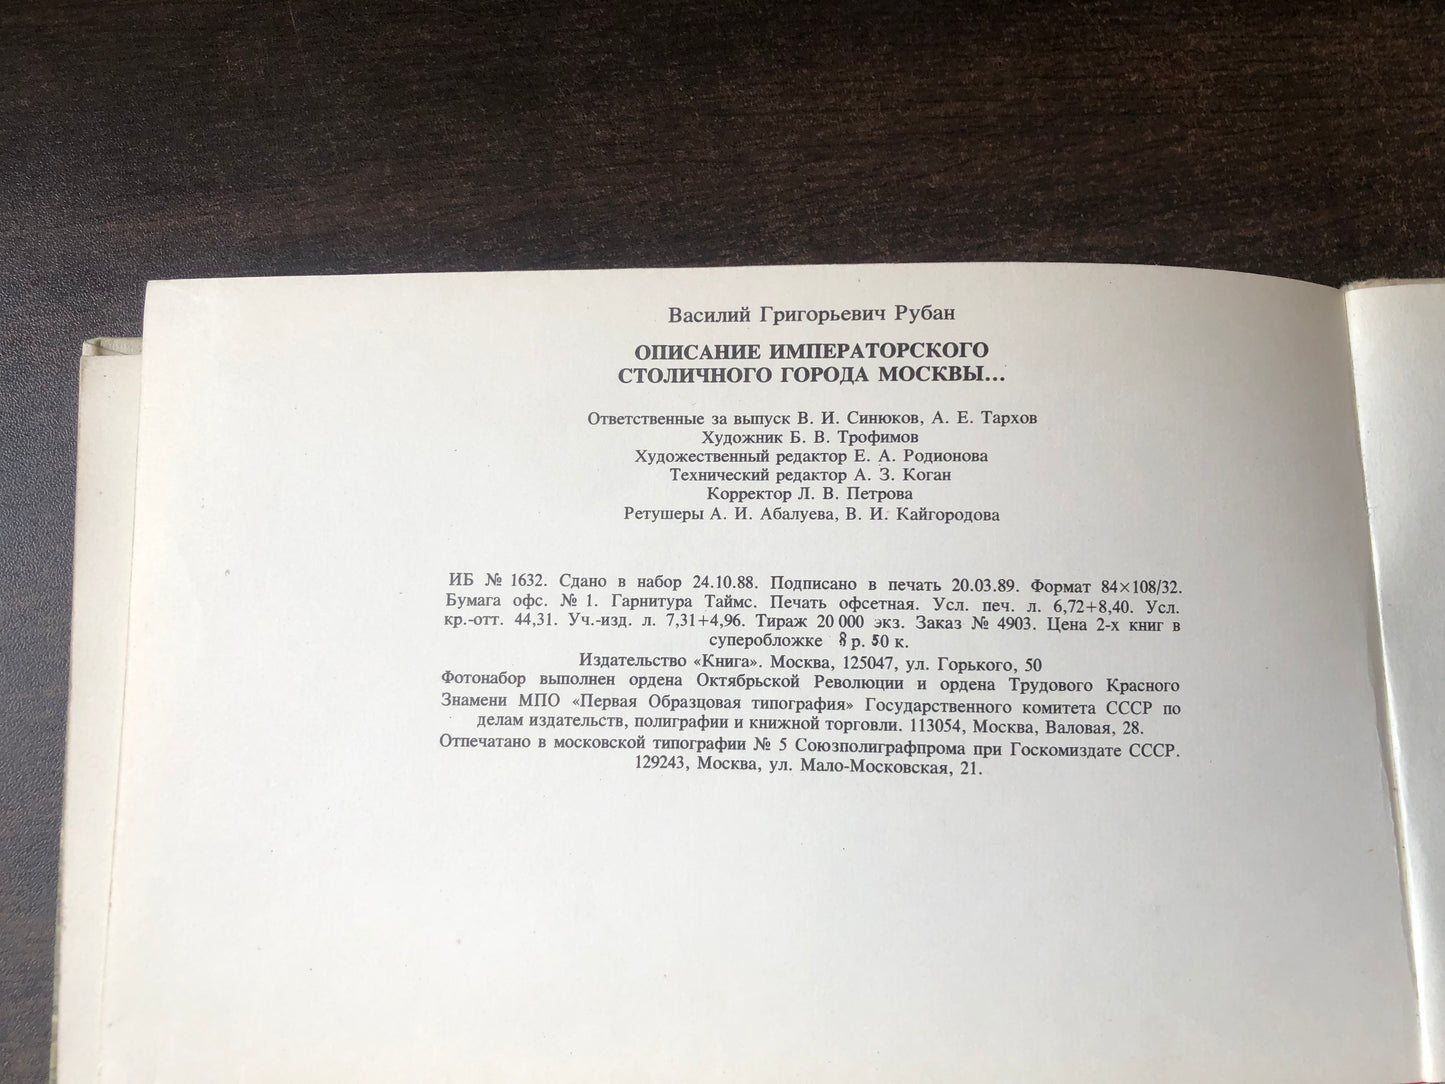 Василий Григорьевич Рубан
ОПИСАНИЕ ИМПЕРАТОРСКОГО
СТОЛИЧНОГО ГОРОДА МОСКВЫ...
Ответственные за выпуск В. И. Синюков, А. Е. Тархов
Художник Б. В. Трофимов
Художественный редактор Е. А. Родионова
Технический редактор А. З. Коган
Корректор Л. В. Петрова
Ретушеры А. И. Абалуева, В. И. Кайгородова
ИБ № 1632. Сдано в набор 24.10.88. Подписано в печать 20.03.89. Формат 84×108/32.
Бумага офс. № 1. Гарнитура Таймс. Печать офсетная. Усл. печ. л. 6,72+8,40. Усл.
кр.-отт. 44,31. Уч.-изд. л. 7,31+4,96. Тираж 20 000 экз. Заказ № 4903. Цена 2-х книг в
суперобложке 8 р. 50 к.
Издательство «Книга». Москва, 125047, ул. Горького, 50
Фотонабор выполнен ордена Октябрьской Революции и ордена Трудового Красного
Знамени МПО «Первая Образцовая типография» Государственного комитета СССР по
делам издательств, полиграфии и книжной торговли. 113054, Москва, Валовая, 28.
Отпечатано в московской типографии № 5 Союзполиграфпрома при Госкомиздате СССР.
129243, Москва, ул. Мало-Московская, 21.